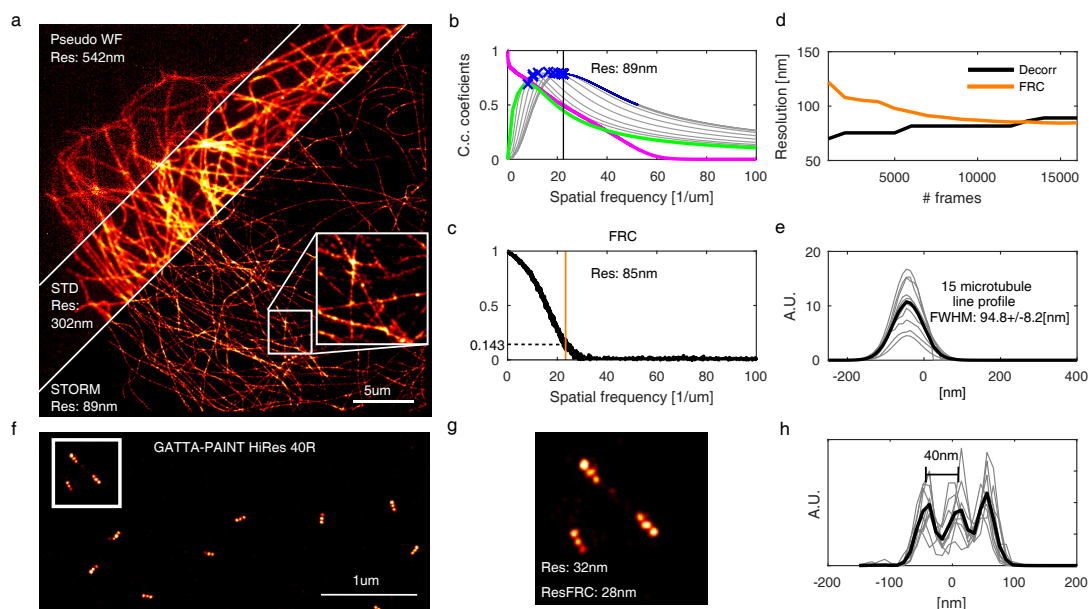 a
Pseudo WF
Res: 542nm
STD
Res:
302nm
STORM
Res: 89nm
5um
b
1
0.5
0
Res: 89nm
C.c. coeficients
0 20 40 60 80 100
Spatial frequency [1/um]
c
FRC
1
0.5
0.143
0
Res: 85nm
0 20 40 60 80 100
Spatial frequency [1/um]
d
150
100
50
Resolution [nm]
Decorr
FRC
5000 10000 15000
# frames
e
20
10
0
A.U.
15 microtubule
line profile
FWHM: 94.8+/-8.2[nm]
-200 0 200 400
[nm]
f
GATTA-PAINT HiRes 40R
1um
g
Res: 32nm
ResFRC: 28nm
h
40nm
A.U.
-200 -100 0 100 200
[nm]